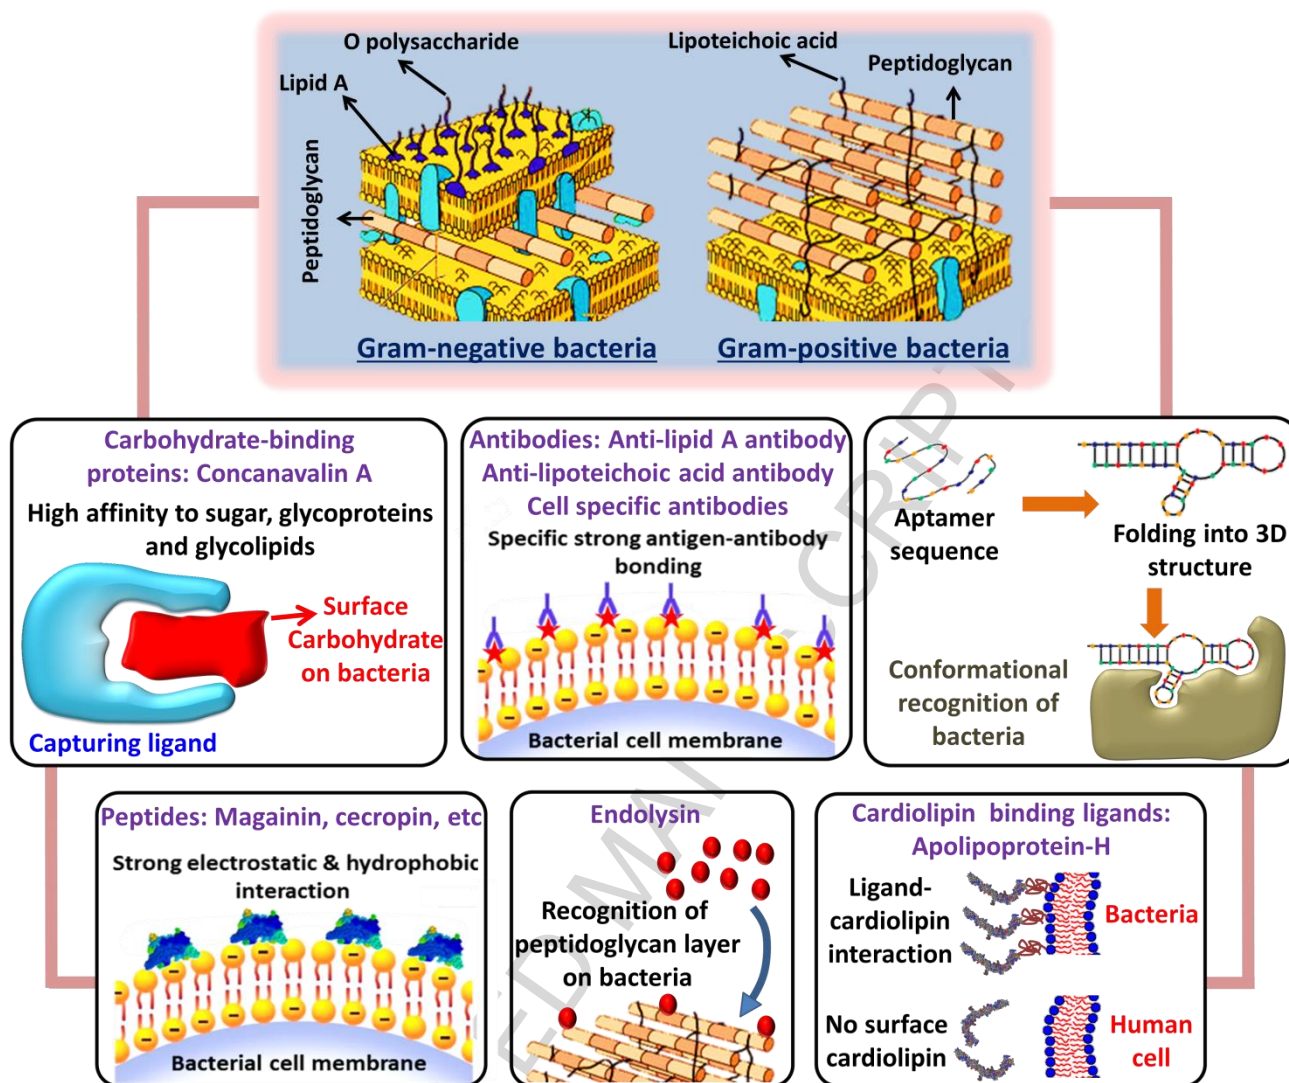 O polysaccharide
Lipid A
Peptidoglycan
Lipoteichoic acid
Peptidoglycan
Gram-negative bacteria
Gram-positive bacteria
Carbohydrate-binding
proteins: Concanavalin A
High affinity to sugar, glycoproteins
and glycolipids
Surface
Carbohydrate
on bacteria
Capturing ligand
Antibodies: Anti-lipid A antibody
Anti-lipoteichoic acid antibody
Cell specific antibodies
Specific strong antigen-antibody
bonding
Bacterial cell membrane
Aptamer
sequence
Folding into 3D
structure
Conformational
recognition of
bacteria
Peptides: Magainin, cecropin, etc
Strong electrostatic & hydrophobic
interaction
Bacterial cell membrane
Endolysin
Recognition of
peptidoglycan layer
on bacteria
Cardiolipin binding ligands:
Apolipoprotein-H
Ligand-
cardiolipin
interaction
Bacteria
No surface
cardiolipin
Human
cell